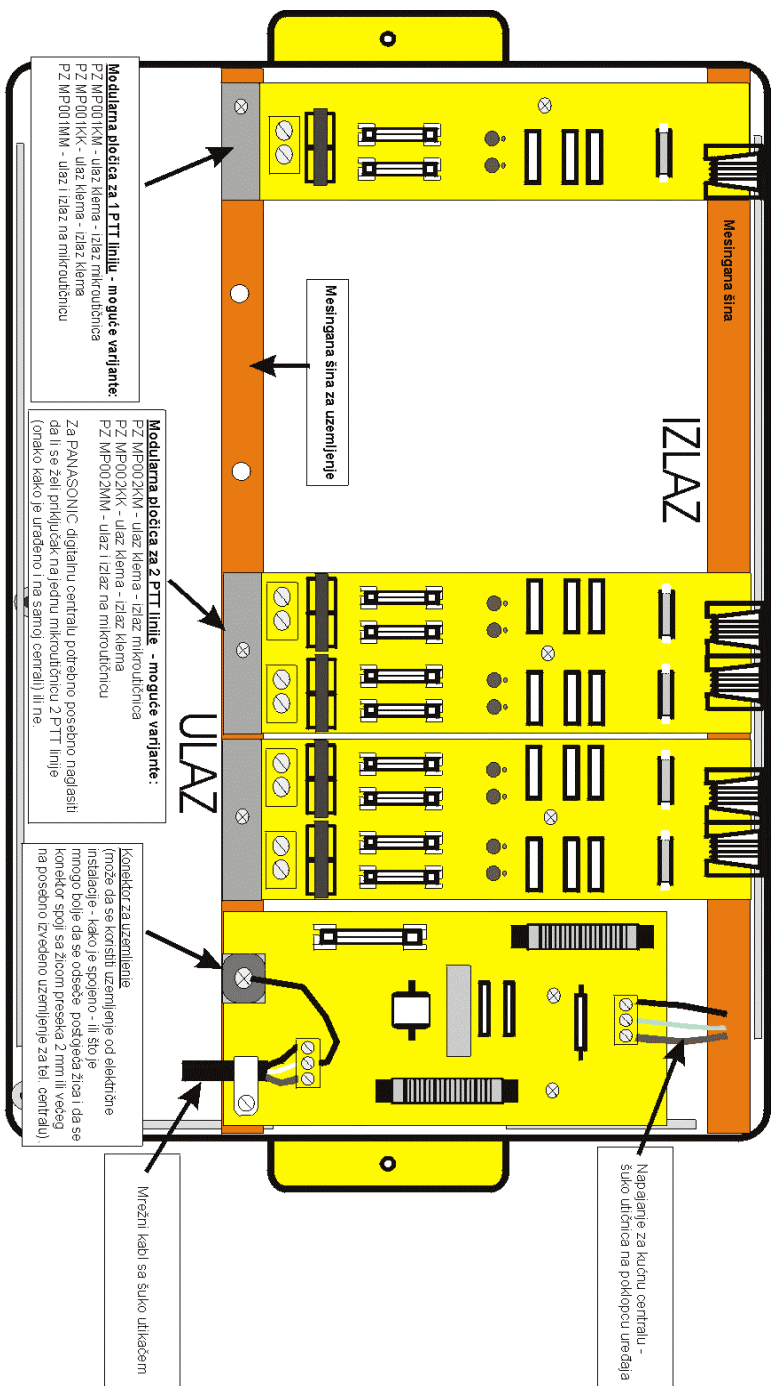 Modularna pločica za 1 PTT liniju - moguće varijante:
PZ MP001KM - ulaz klema - izlaz mikroutičnica
PZ MP001KK - ulaz klema - izlaz klema
PZ MP001MM - ulaz i izlaz na mikroutičnicu
Mesingana šina
Mesingana šina za uzemljenje
IZLAZ
Modularna pločica za 2 PTT linije - moguće varijante:
PZ MP002KM - ulaz klema - izlaz mikroutičnica
PZ MP002KK - ulaz klema - izlaz klema
PZ MP002MM - ulaz i izlaz na mikroutičnicu
Za PANASONIC digitalnu centralu potrebno posebno naglasiti
da li se želi priključak na jednu mikroutičnicu 2 PTT linije
(onako kako je urađeno i na samoj cenrali) ili ne.
ULAZ
Konektor za uzemljenje
(može da se koristiti uzemljenje od električne
instalacije - kako je spojeno - ili što je
mnogo bolje da se odseče postojeća žica i da se
konektor spoji sa žicom preseka 2 mm ili većeg
na posebno izvedeno uzemljenje za tel. centralu).
Mrežni kabl sa šuko utikačem
Napajanje za kućnu centralu -
šuko utičnica na poklopcu uređaja